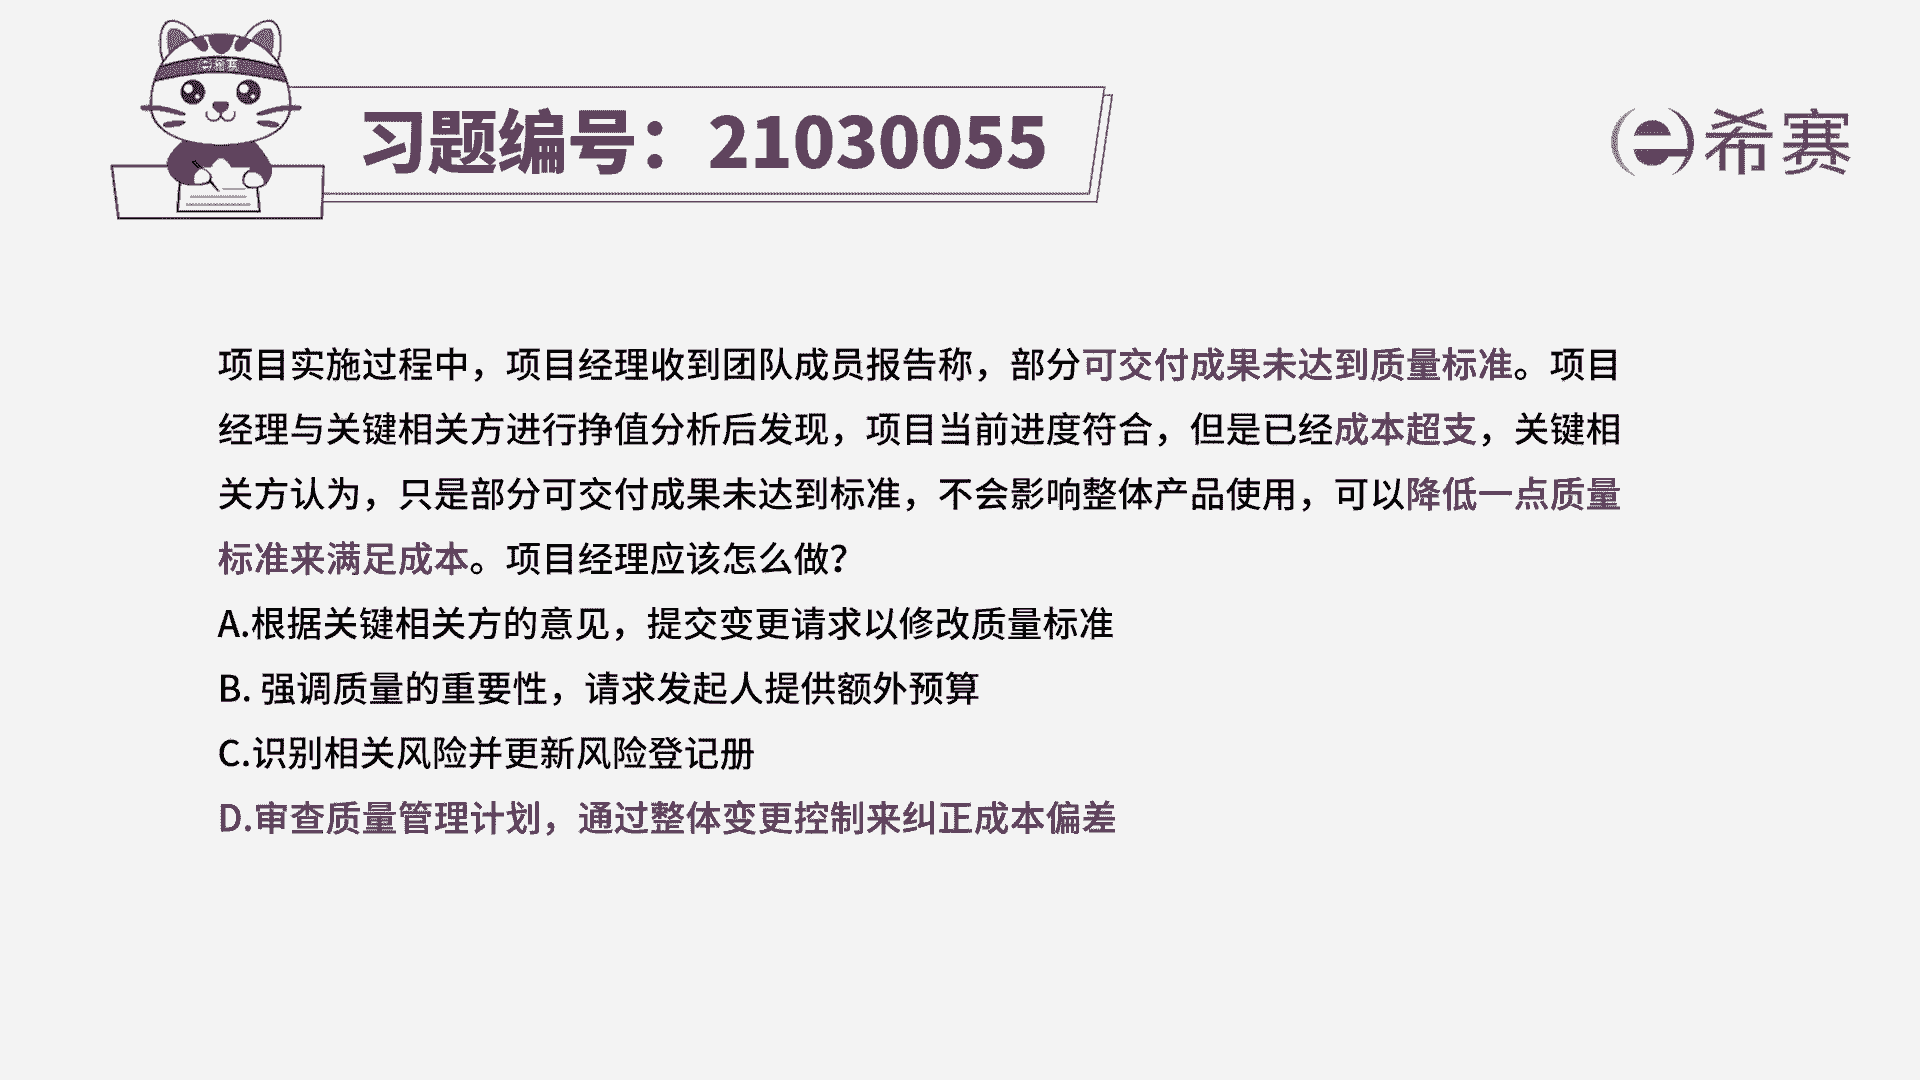 习题编号：21030055
希赛
项目实施过程中，项目经理收到团队成员报告称，部分可交付成果未达到质量标准。项目
经理与关键相关方进行挣值分析后发现，项目当前进度符合，但是已经成本超支，关键相
关方认为，只是部分可交付成果未达到标准，不会影响整体产品使用，可以降低一点质量
标准来满足成本。项目经理应该怎么做？
A.根据关键相关方的意见，提交变更请求以修改质量标准
B. 强调质量的重要性，请求发起人提供额外预算
C.识别相关风险并更新风险登记册
D.审查质量管理计划，通过整体变更控制来纠正成本偏差